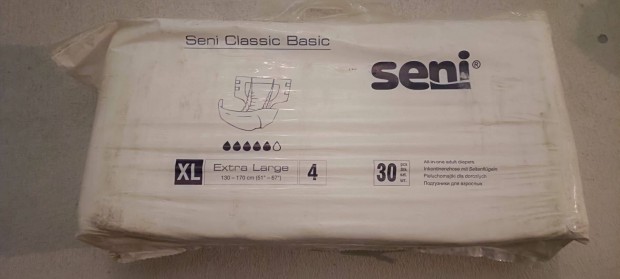 Seni Classic Basic
seni®
XL
Extra Large
130 – 170 cm (51" – 67")
4
30
All-in-one adult diapers
Inkontinenzhose mit Seitenflügeln
Pieluchomajtki dla dorosłych
Подгузники для взрослых